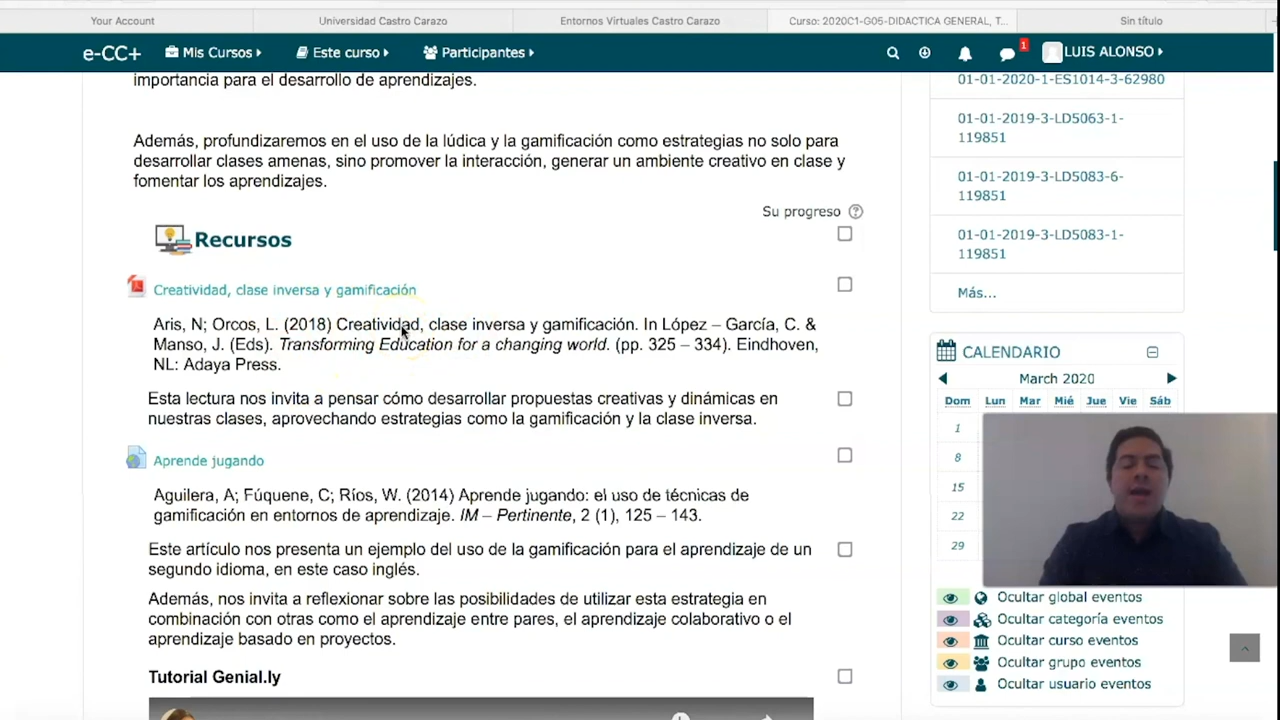 Your Account
Universidad Castro Carazo
Entornos Virtuales Castro Carazo
Curso: 2020C1-G05-DIDACTICA GENERAL, T...
Sin título
e-CC+
Mis Cursos
Este curso
Participantes
1
LUIS ALONSO
importancia para el desarrollo de aprendizajes.
Además, profundizaremos en el uso de la lúdica y la gamificación como estrategias no solo para
desarrollar clases amenas, sino promover la interacción, generar un ambiente creativo en clase y
fomentar los aprendizajes.
Su progreso
Recursos
Creatividad, clase inversa y gamificación
Aris, N; Orcos, L. (2018) Creatividad, clase inversa y gamificación. In López – García, C. &
Manso, J. (Eds). Transforming Education for a changing world. (pp. 325 – 334). Eindhoven,
NL: Adaya Press.
Esta lectura nos invita a pensar cómo desarrollar propuestas creativas y dinámicas en
nuestras clases, aprovechando estrategias como la gamificación y la clase inversa.
Aprende jugando
Aguilera, A; Fúquene, C; Ríos, W. (2014) Aprende jugando: el uso de técnicas de
gamificación en entornos de aprendizaje. IM – Pertinente, 2 (1), 125 – 143.
Este artículo nos presenta un ejemplo del uso de la gamificación para el aprendizaje de un
segundo idioma, en este caso inglés.
Además, nos invita a reflexionar sobre las posibilidades de utilizar esta estrategia en
combinación con otras como el aprendizaje entre pares, el aprendizaje colaborativo o el
aprendizaje basado en proyectos.
Tutorial Genial.ly
01-01-2020-1-ES1014-3-62980
01-01-2019-3-LD5063-1-
119851
01-01-2019-3-LD5083-6-
119851
01-01-2019-3-LD5083-1-
119851
Más...
CALENDARIO
March 2020
Dom Lun Mar Mié Jue Vie Sáb
1
8
15
22
29
Ocultar global eventos
Ocultar categoría eventos
Ocultar curso eventos
Ocultar grupo eventos
Ocultar usuario eventos